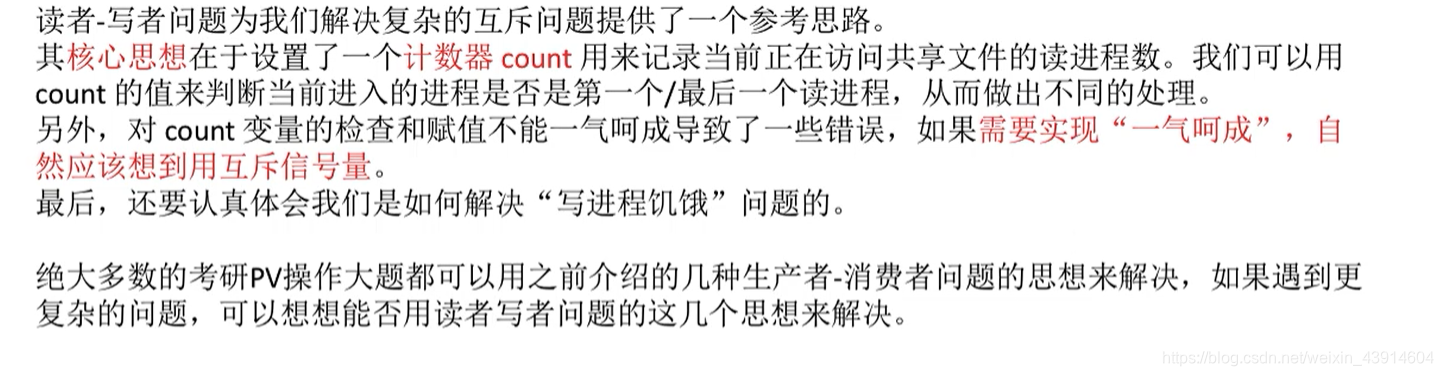 读者-写者问题为我们解决复杂的互斥问题提供了一个参考思路。
其核心思想在于设置了一个计数器 count 用来记录当前正在访问共享文件的读进程数。我们可以用
count 的值来判断当前进入的进程是否是第一个/最后一个读进程，从而做出不同的处理。
另外，对 count 变量的检查和赋值不能一气呵成导致了一些错误，如果需要实现“一气呵成”，自
然应该想到用互斥信号量。
最后，还要认真体会我们是如何解决“写进程饥饿”问题的。
绝大多数的考研PV操作大题都可以用之前介绍的几种生产者-消费者问题的思想来解决，如果遇到更
复杂的问题，可以想想能否用读者写者问题的这几个思想来解决。
https://blog.csdn.net/weixin_43914604